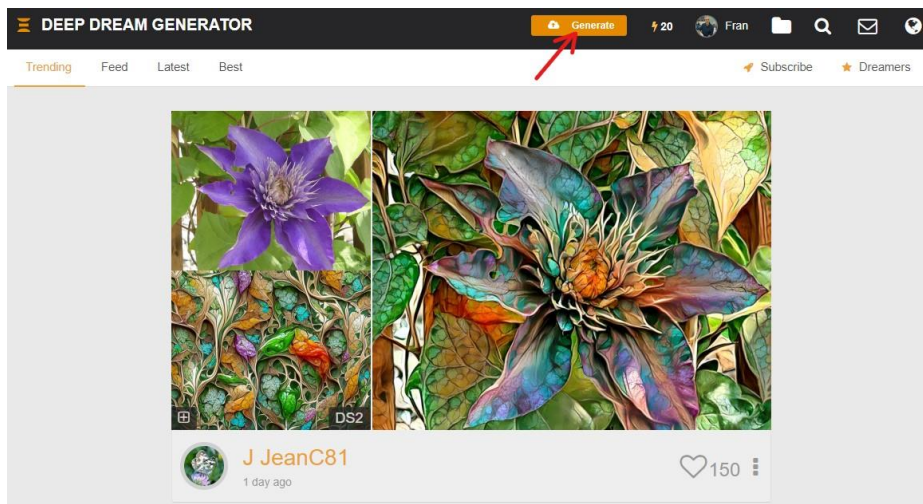 DEEP DREAM GENERATOR
Generate
20
Fran
Trending Feed Latest Best
Subscribe
Dreamers
DS2
J JeanC81
1 day ago
150